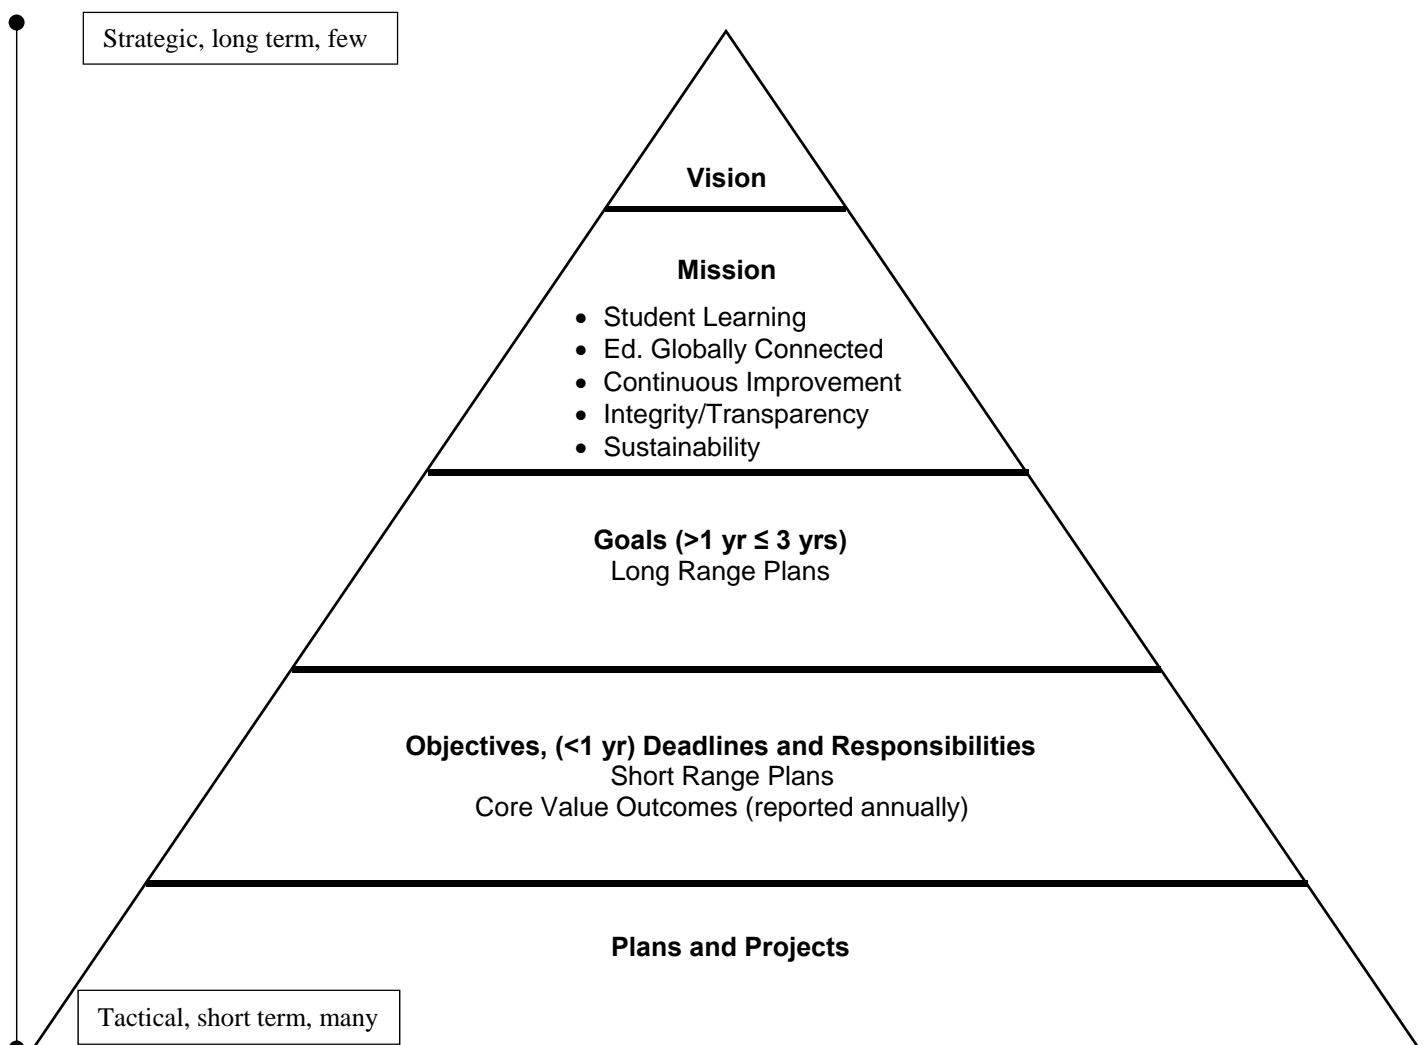 Strategic, long term, few
Vision
Mission
• Student Learning
• Ed. Globally Connected
• Continuous Improvement
• Integrity/Transparency
• Sustainability
Goals (>1 yr ≤ 3 yrs)
Long Range Plans
Objectives, (<1 yr) Deadlines and Responsibilities
Short Range Plans
Core Value Outcomes (reported annually)
Plans and Projects
Tactical, short term, many